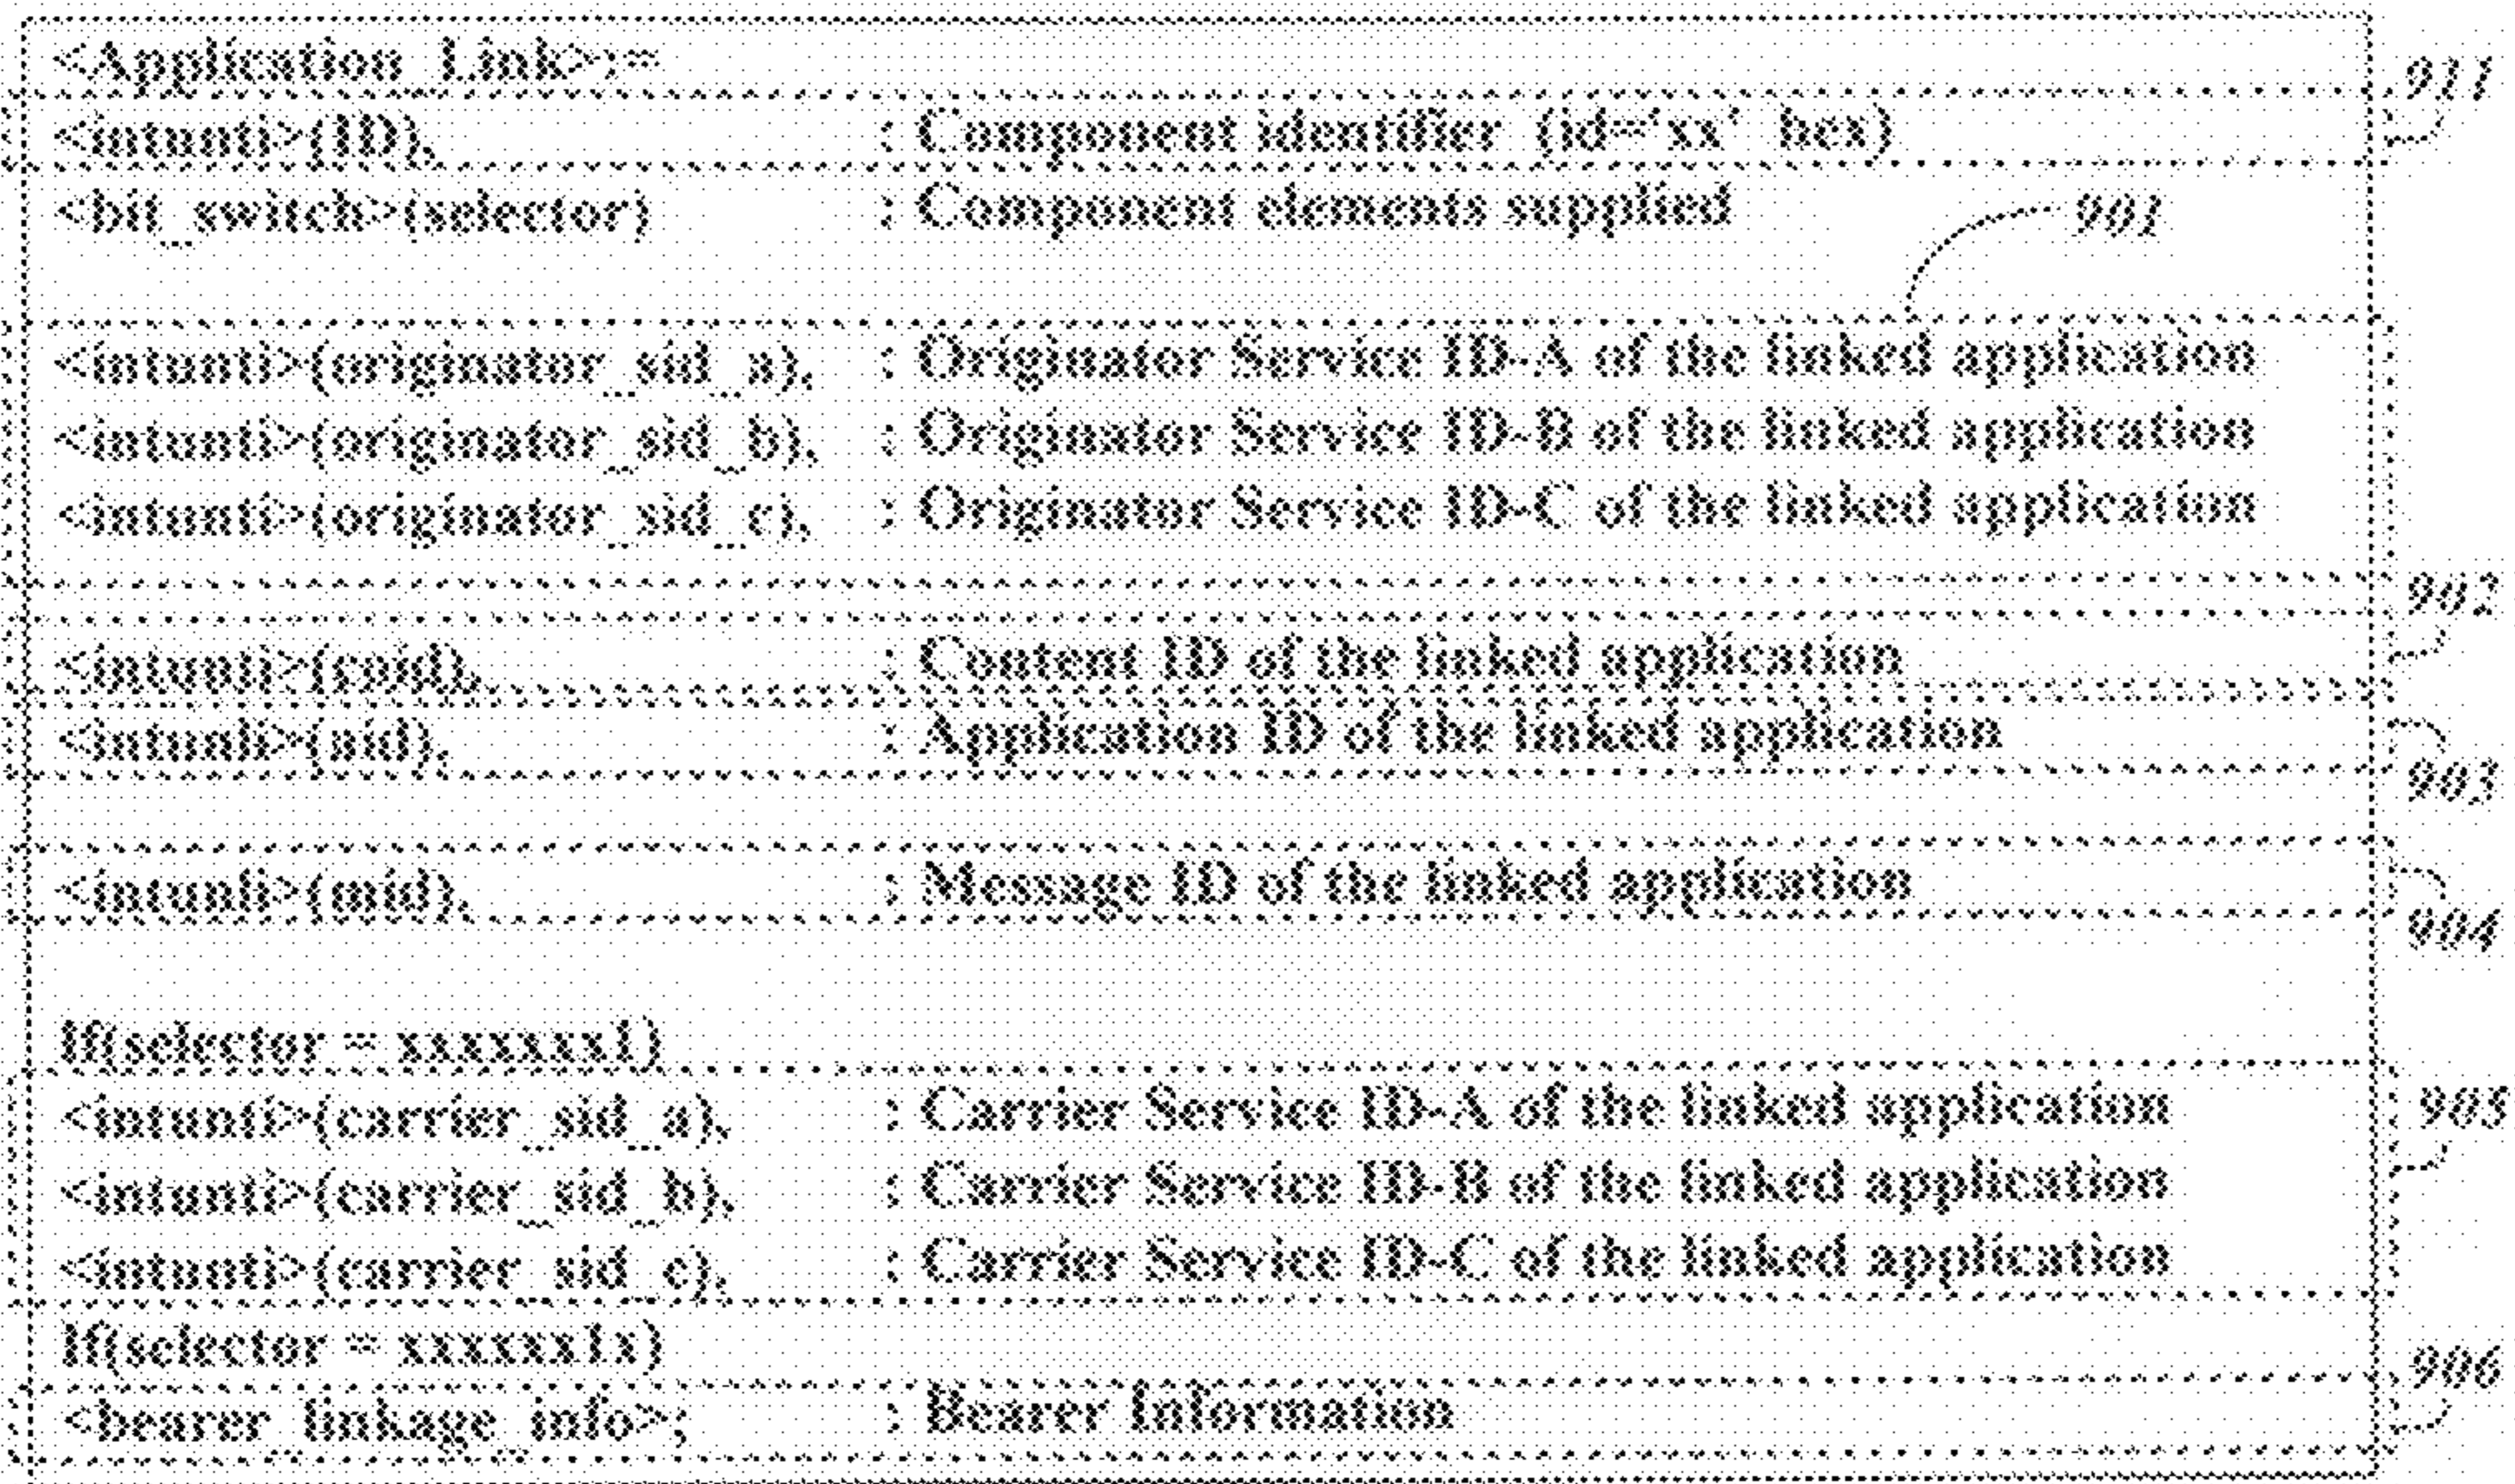 <Application_Link>:=
911
<intunti>(ID), : Component identifier (id='xx' hex)
<bit_switch>(selector) : Component elements supplied
901
<intunti>(originator_sid_a), : Originator Service ID-A of the linked application
<intunti>(originator_sid_b), : Originator Service ID-B of the linked application
<intunti>(originator_sid_c), : Originator Service ID-C of the linked application
902
<intunti>(cnid), : Content ID of the linked application
<intunli>(aid), : Application ID of the linked application
903
<intunli>(mid), : Message ID of the linked application
904
If(selector = xxxxxxx1)
<intunti>(carrier_sid_a), : Carrier Service ID-A of the linked application
905
<intunti>(carrier_sid_b), : Carrier Service ID-B of the linked application
<intunti>(carrier_sid_c), : Carrier Service ID-C of the linked application
If(selector = xxxxxx1x)
906
<bearer_linkage_info>; : Bearer Information